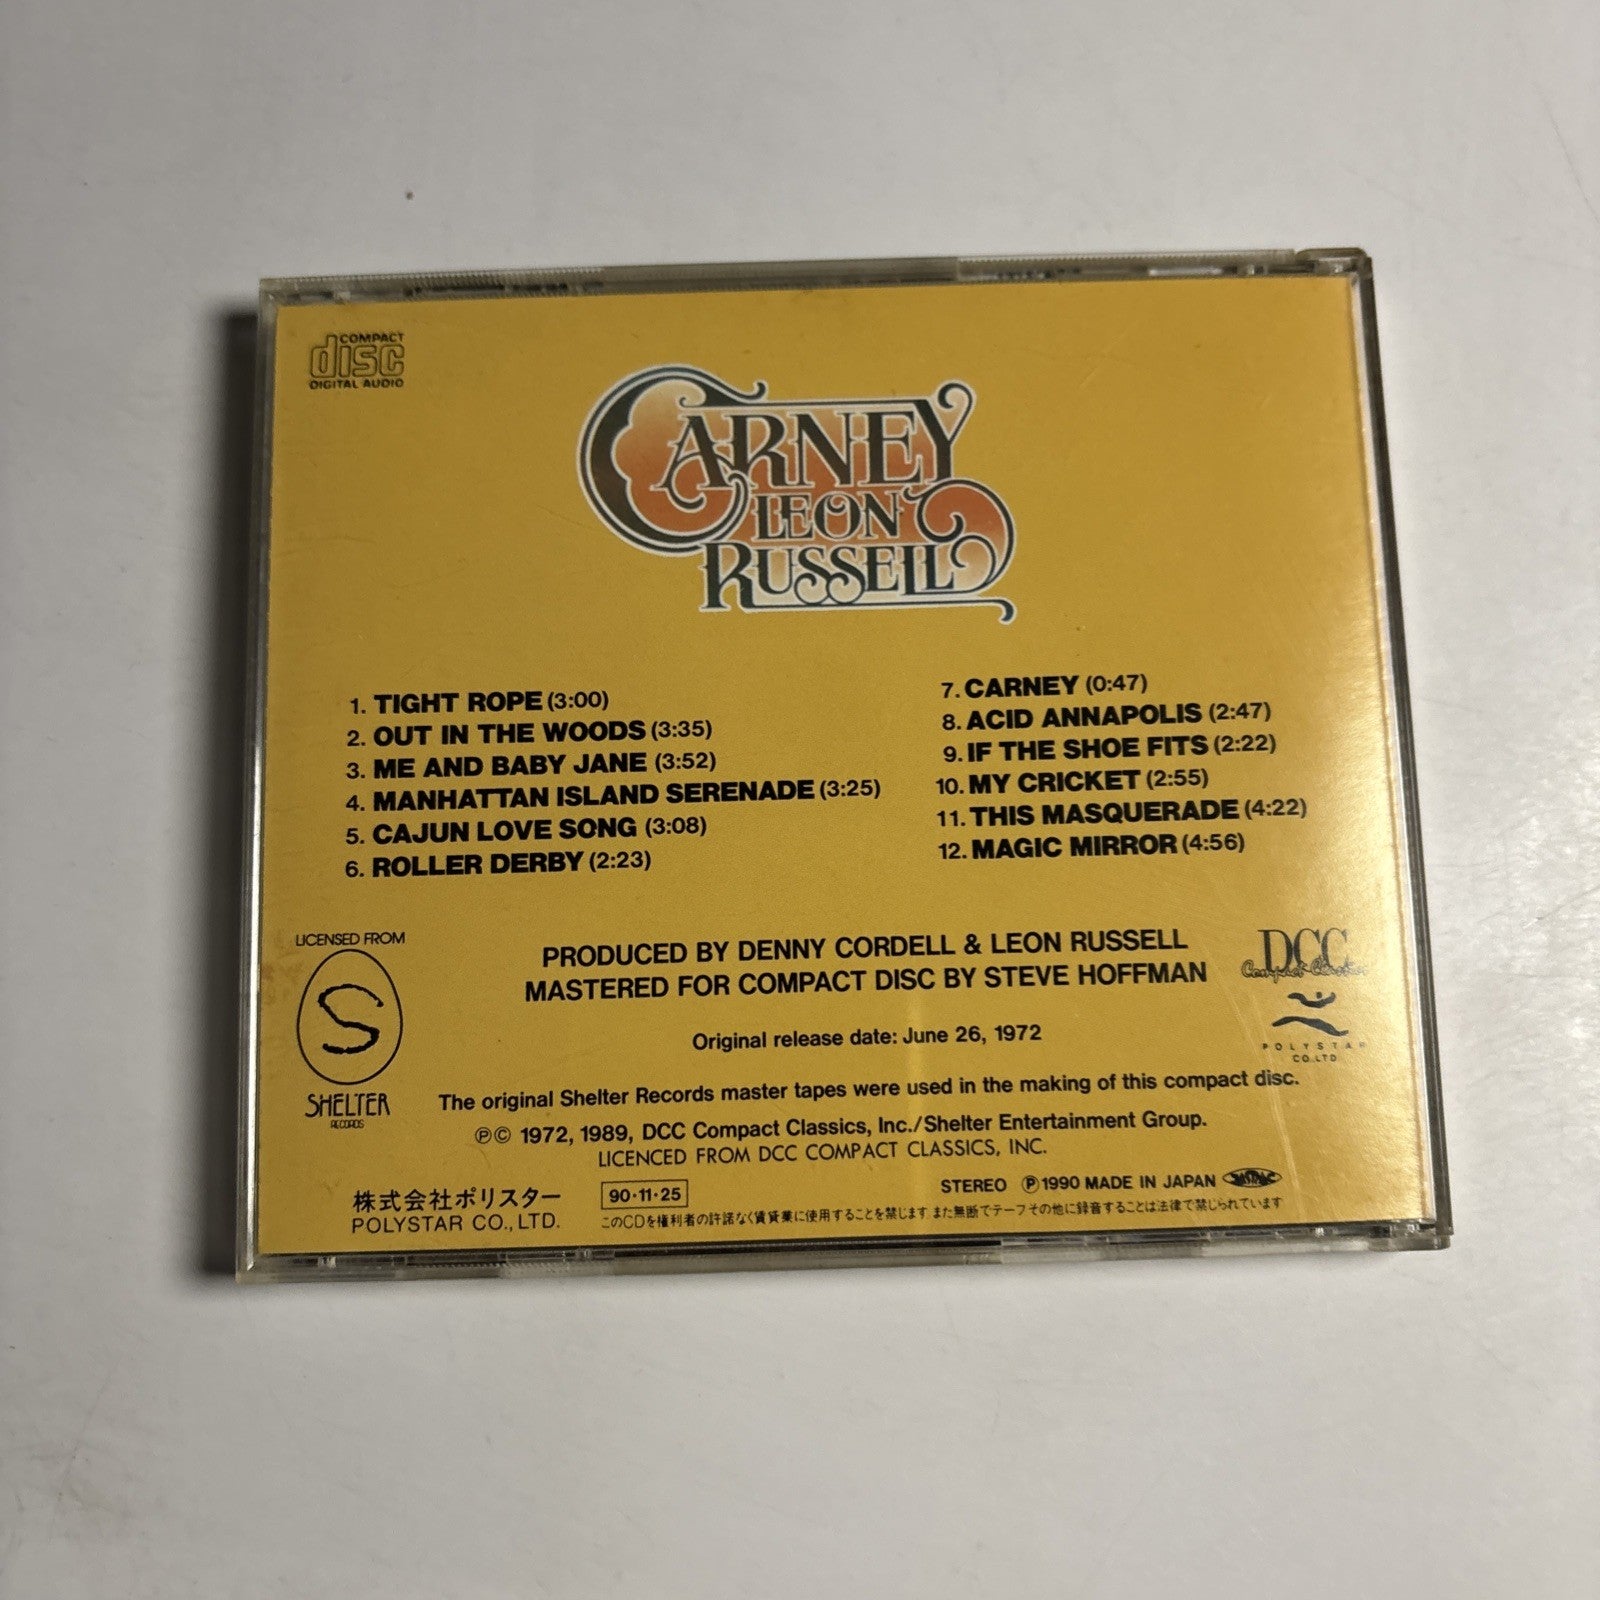 COMPACT
disc
DIGITAL AUDIO
CARNEY
LEON
RUSSELL
1. TIGHT ROPE (3:00)
2. OUT IN THE WOODS (3:35)
3. ME AND BABY JANE (3:52)
4. MANHATTAN ISLAND SERENADE (3:25)
5. CAJUN LOVE SONG (3:08)
6. ROLLER DERBY (2:23)
7. CARNEY (0:47)
8. ACID ANNAPOLIS (2:47)
9. IF THE SHOE FITS (2:22)
10. MY CRICKET (2:55)
11. THIS MASQUERADE (4:22)
12. MAGIC MIRROR (4:56)
LICENSED FROM
S
SHELTER
RECORDS
PRODUCED BY DENNY CORDELL & LEON RUSSELL
MASTERED FOR COMPACT DISC BY STEVE HOFFMAN
DCC
Compact Classics
POLYSTAR
CO.LTD.
Original release date: June 26, 1972
The original Shelter Records master tapes were used in the making of this compact disc.
℗© 1972, 1989, DCC Compact Classics, Inc./Shelter Entertainment Group.
LICENCED FROM DCC COMPACT CLASSICS, INC.
株式会社ポリスター
POLYSTAR CO., LTD.
90·11·25
STEREO ℗1990 MADE IN JAPAN JASRAC
このCDを権利者の許諾なく賃貸業に使用することを禁じます また無断でテープその他に録音することは法律で禁じられています